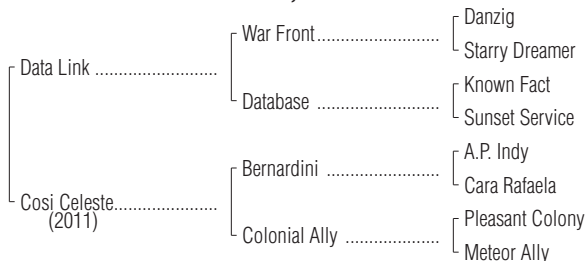 Danzig
War Front
Starry Dreamer
Data Link
Known Fact
Database
Sunset Service
A.P. Indy
Bernardini
Cara Rafaela
Cosi Celeste
(2011)
Pleasant Colony
Colonial Ally
Meteor Ally